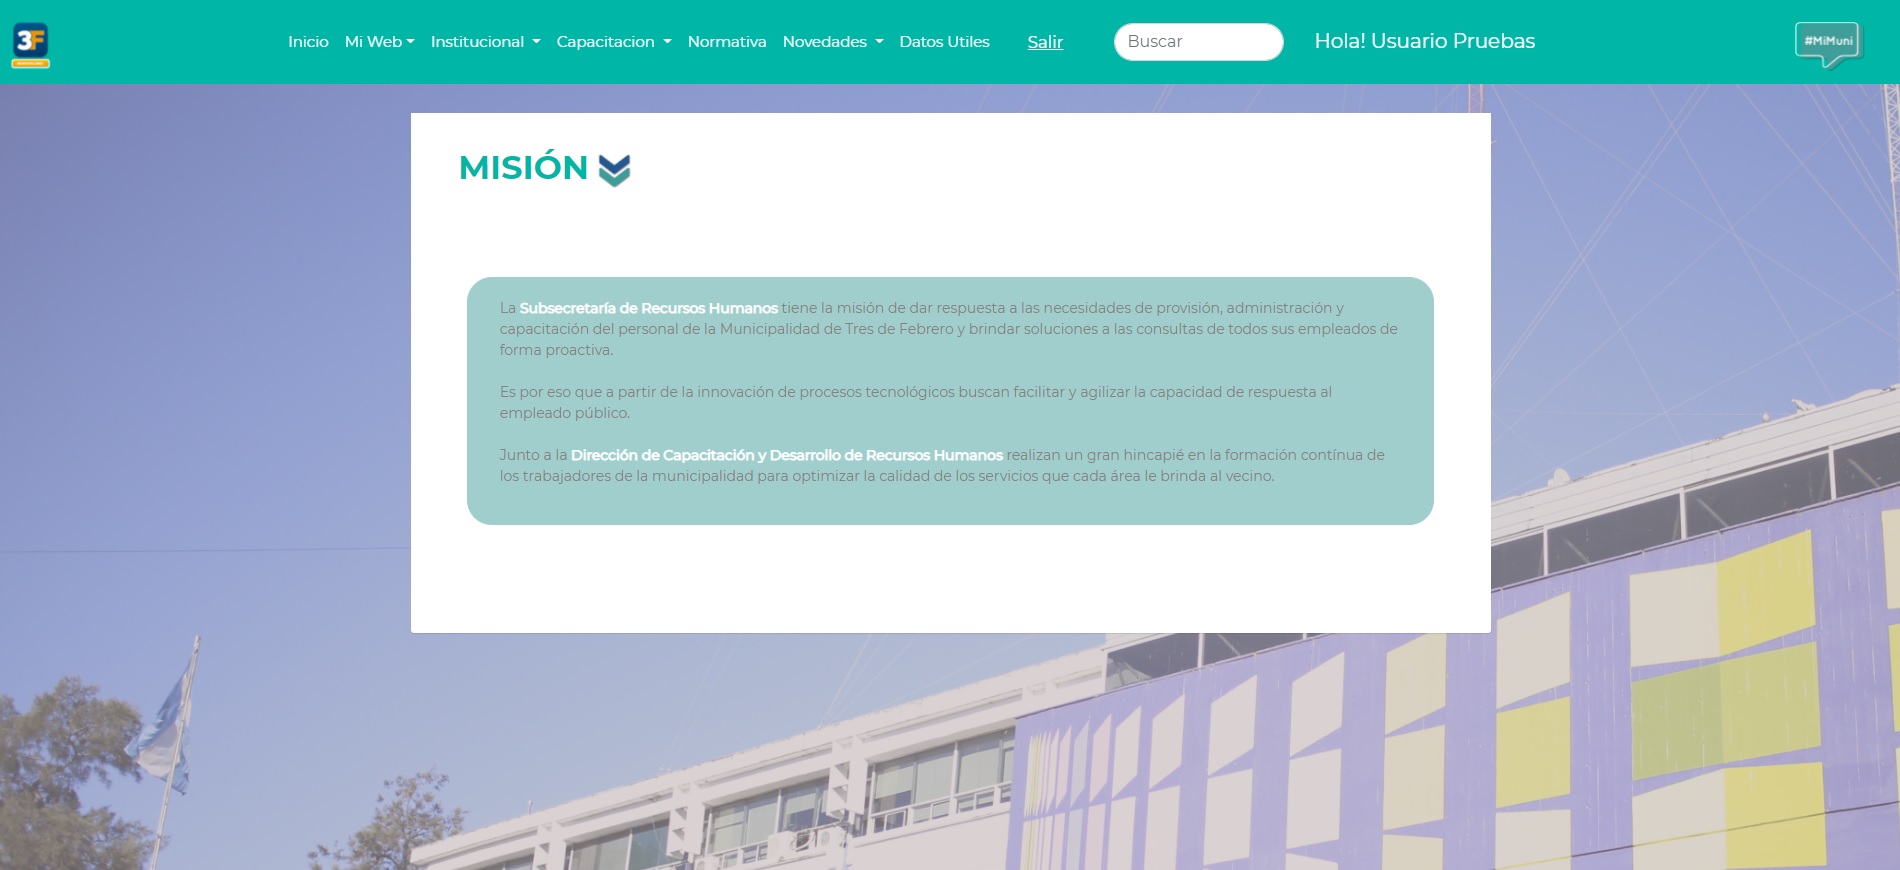 3F
Inicio
Mi Web
Institucional
Capacitacion
Normativa
Novedades
Datos Utiles
Salir
Buscar
Hola! Usuario Pruebas
#MiMuni
MISIÓN
La Subsecretaría de Recursos Humanos tiene la misión de dar respuesta a las necesidades de provisión, administración y
capacitación del personal de la Municipalidad de Tres de Febrero y brindar soluciones a las consultas de todos sus empleados de
forma proactiva.
Es por eso que a partir de la innovación de procesos tecnológicos buscan facilitar y agilizar la capacidad de respuesta al
empleado público.
Junto a la Dirección de Capacitación y Desarrollo de Recursos Humanos realizan un gran hincapié en la formación contínua de
los trabajadores de la municipalidad para optimizar la calidad de los servicios que cada área le brinda al vecino.